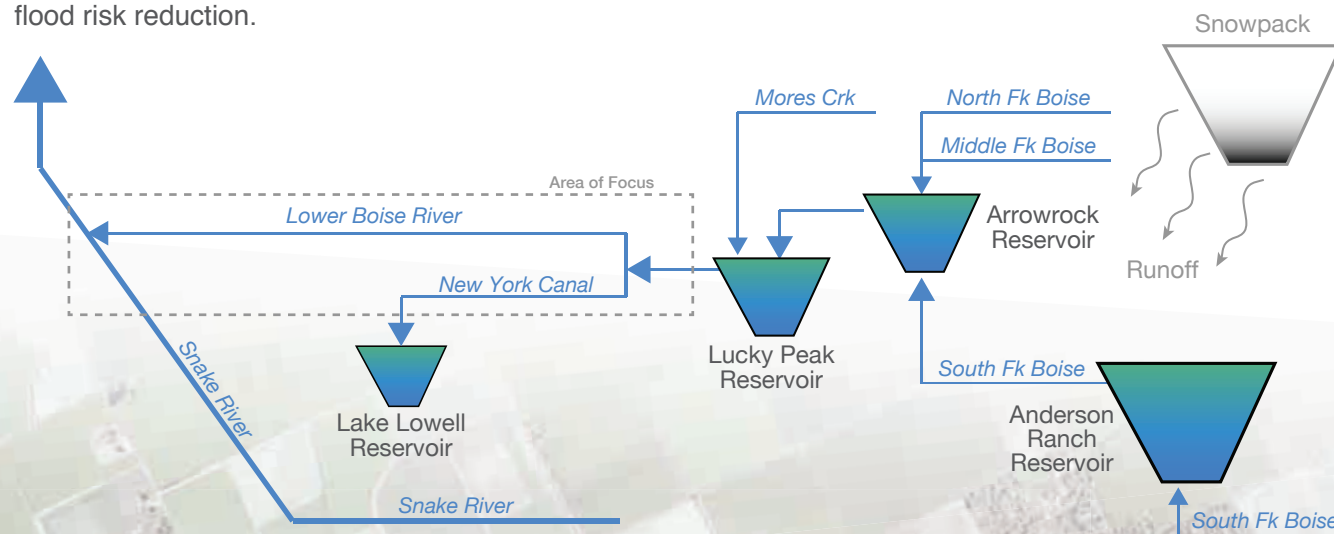 flood risk reduction.
Snowpack
Mores Crk
North Fk Boise
Middle Fk Boise
Area of Focus
Lower Boise River
Arrowrock
Reservoir
Runoff
New York Canal
Snake River
Lucky Peak
Reservoir
South Fk Boise
Lake Lowell
Reservoir
Anderson
Ranch
Reservoir
Snake River
South Fk Boise